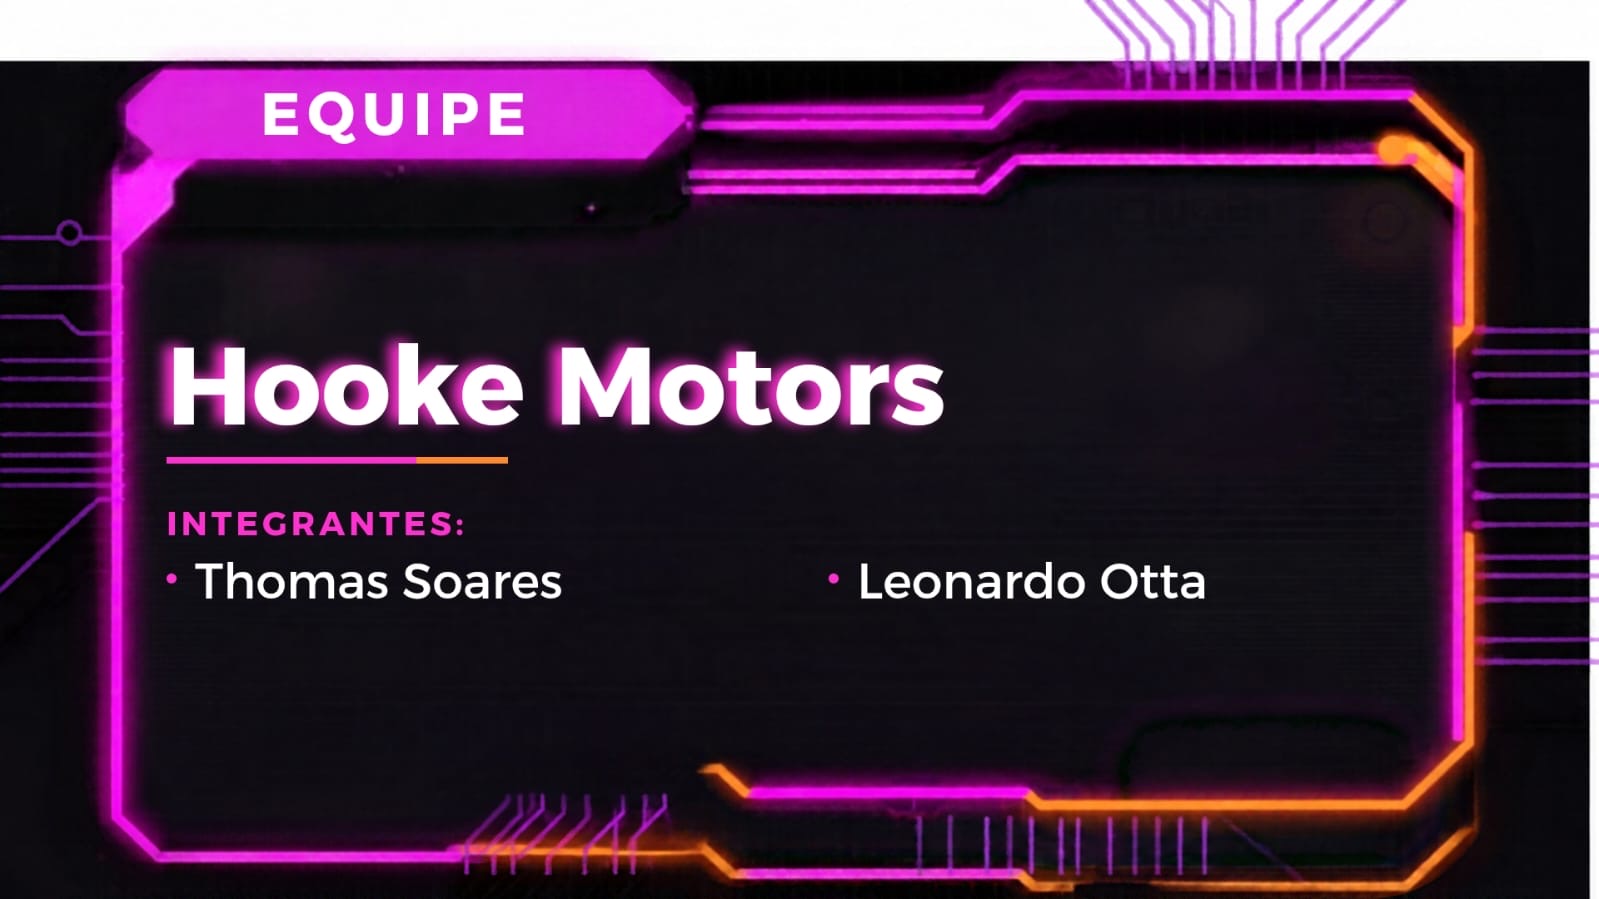 EQUIPE
Hooke Motors
INTEGRANTES:
• Thomas Soares
• Leonardo Otta